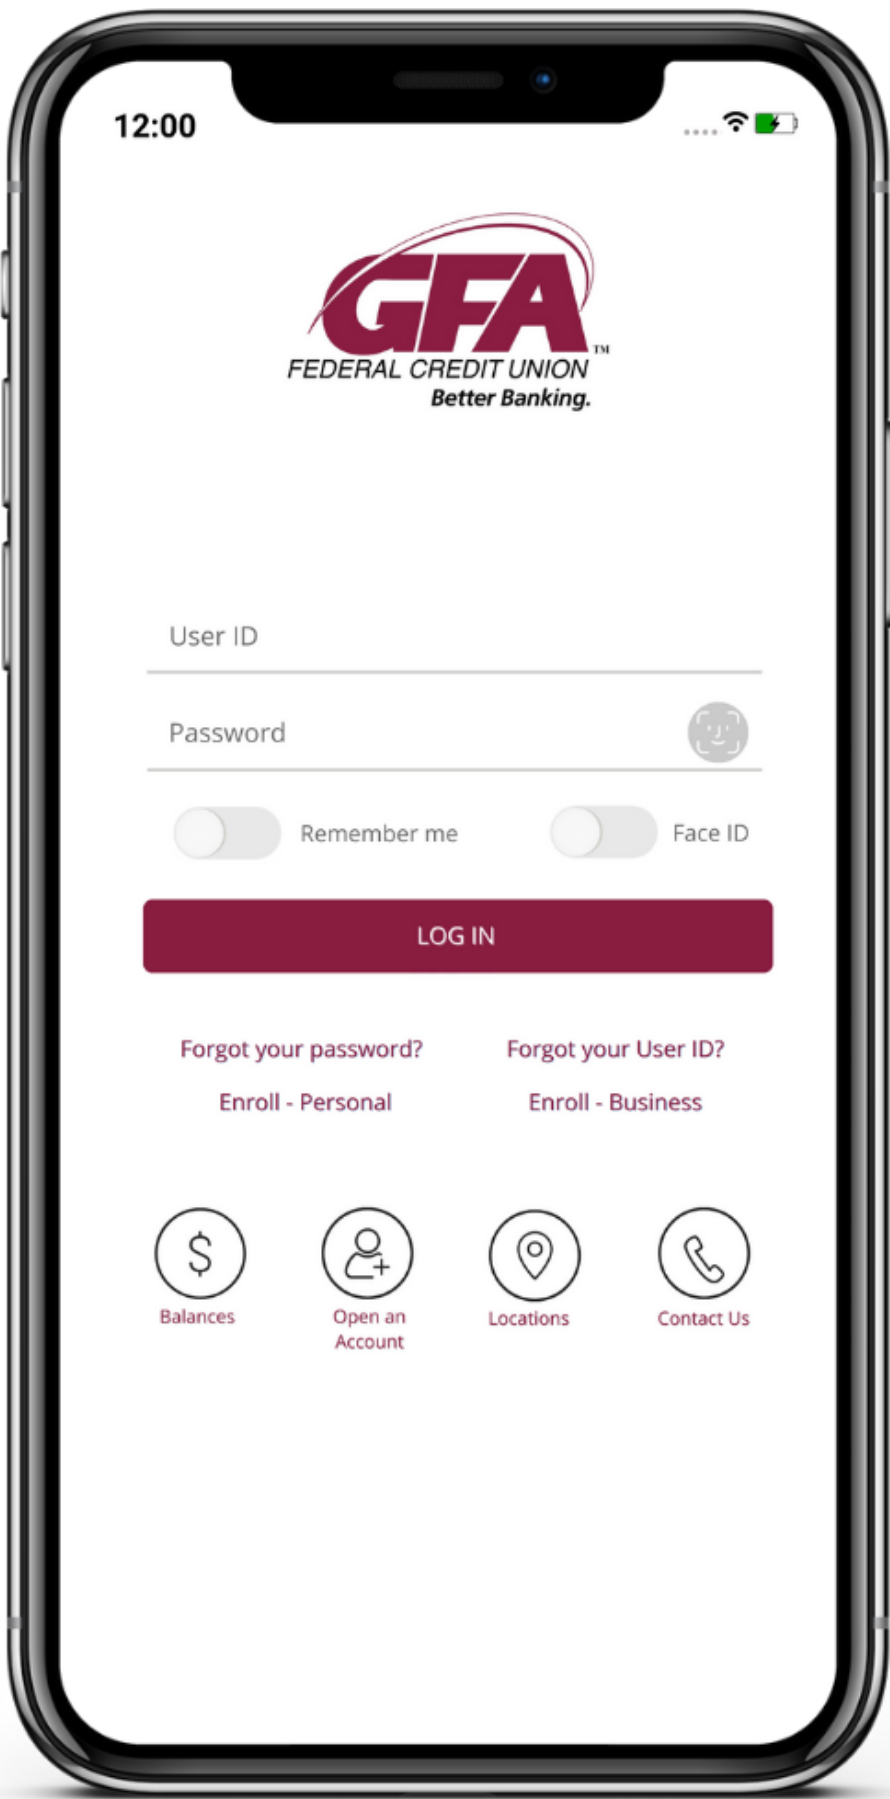 12:00
GFA
TM
FEDERAL CREDIT UNION
Better Banking.
User ID
Password
Remember me
Face ID
LOG IN
Forgot your password?
Forgot your User ID?
Enroll - Personal
Enroll - Business
$
Balances
Open an
Account
Locations
Contact Us